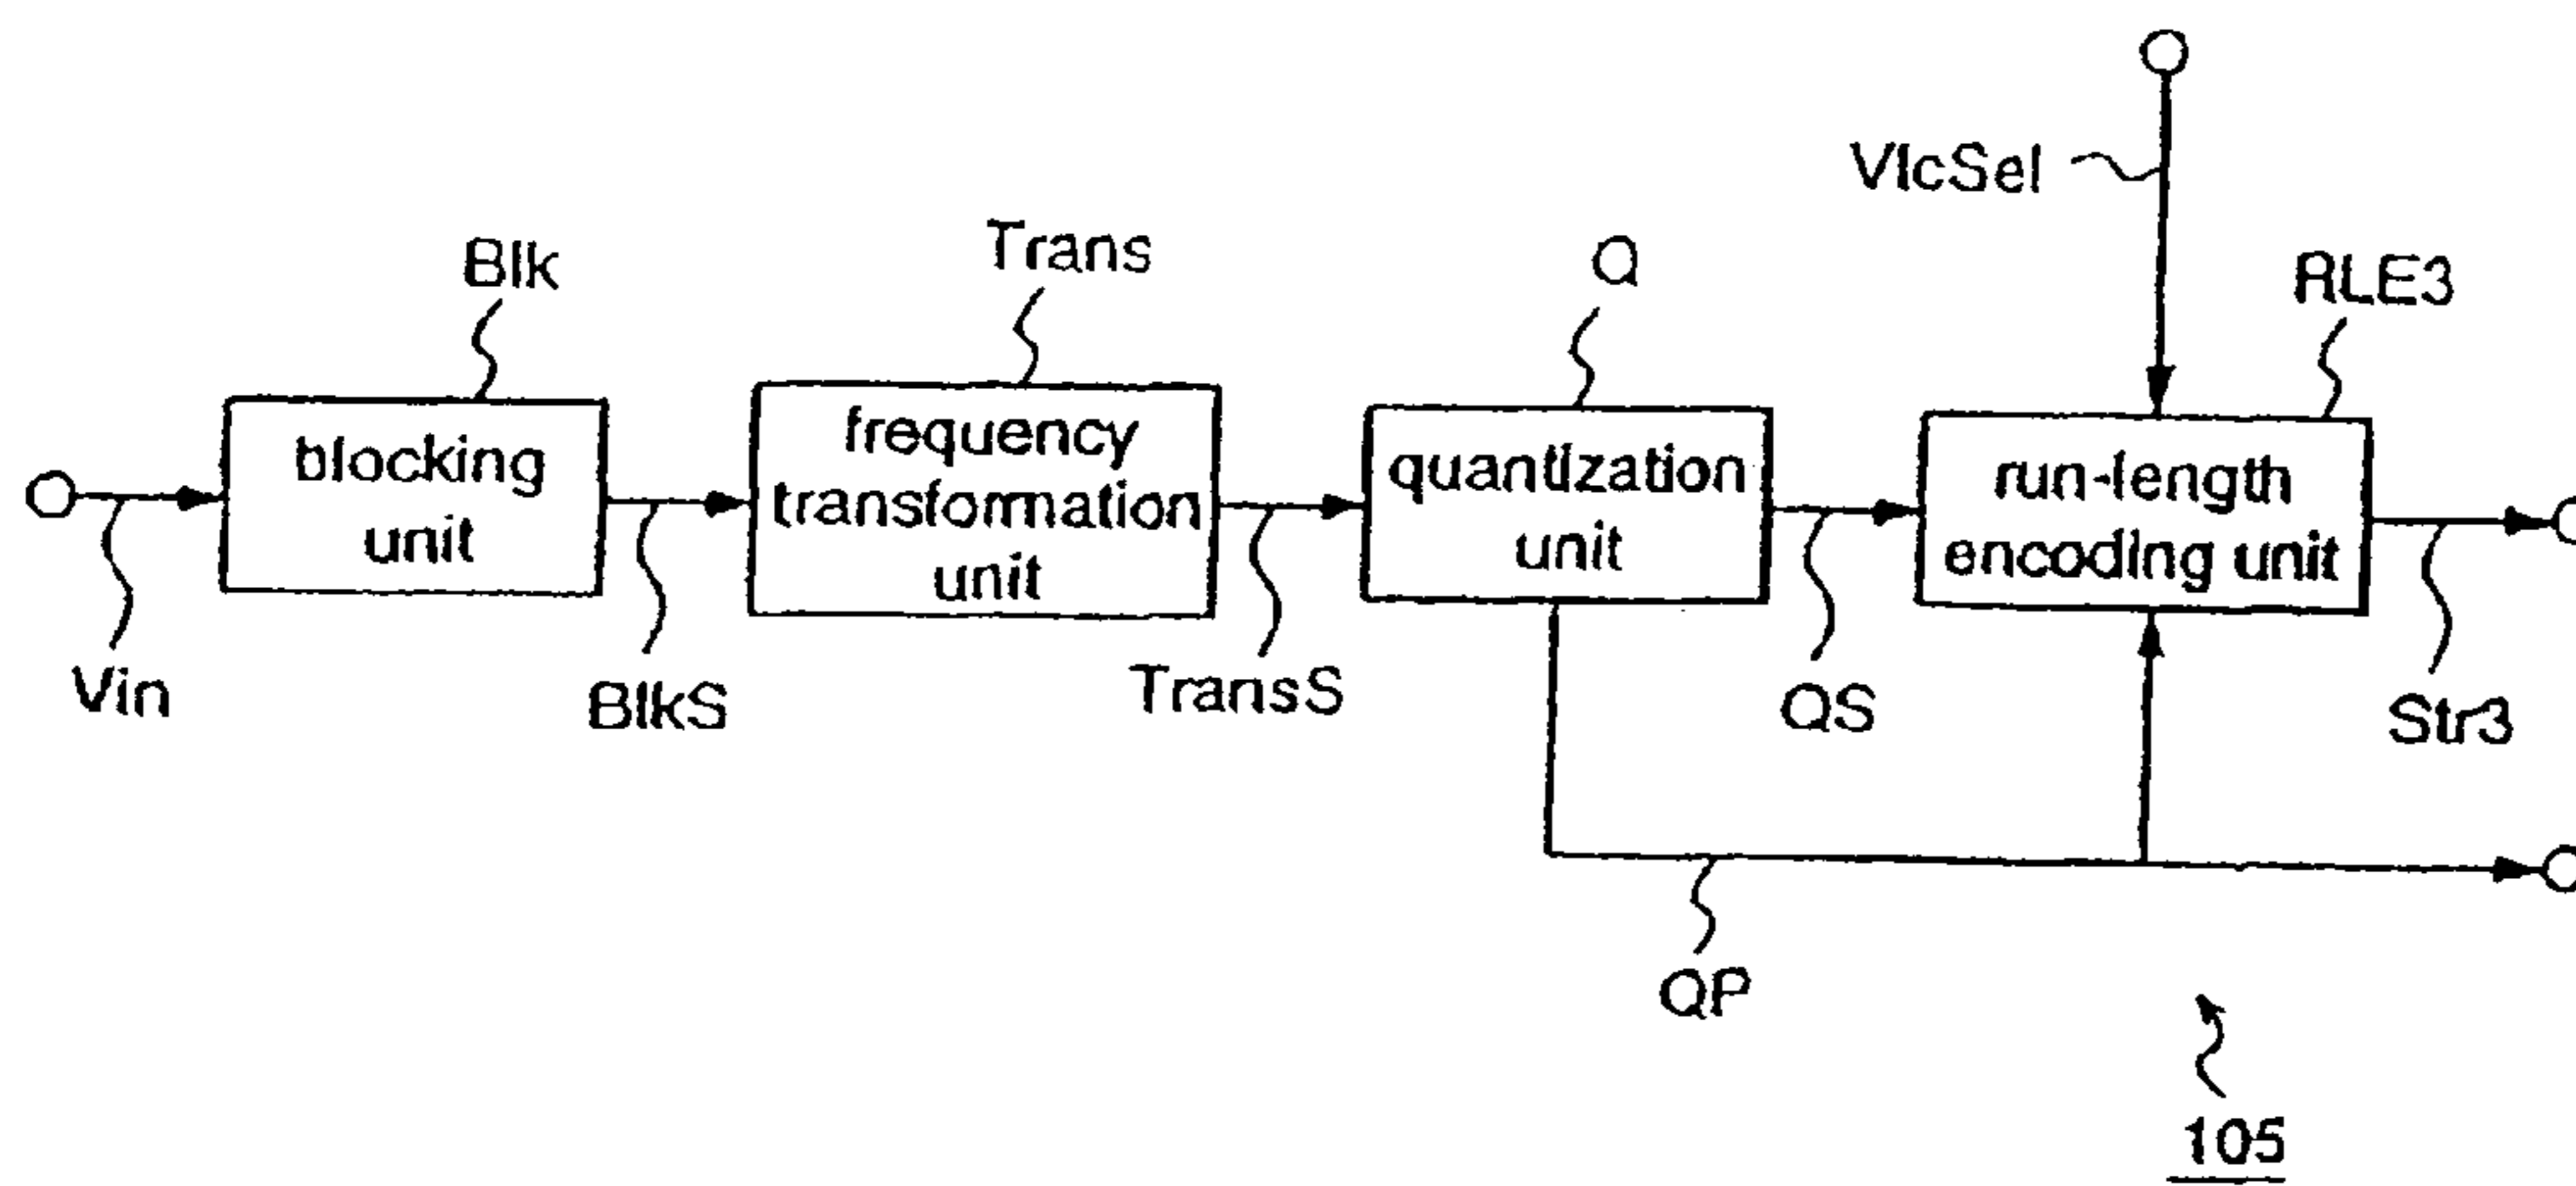 VlcSel
Blk
Trans
Q
RLE3
blocking
unit
frequency
transformation
unit
quantization
unit
run-length
encoding unit
Vin
BlkS
TransS
QS
Str3
QP
105